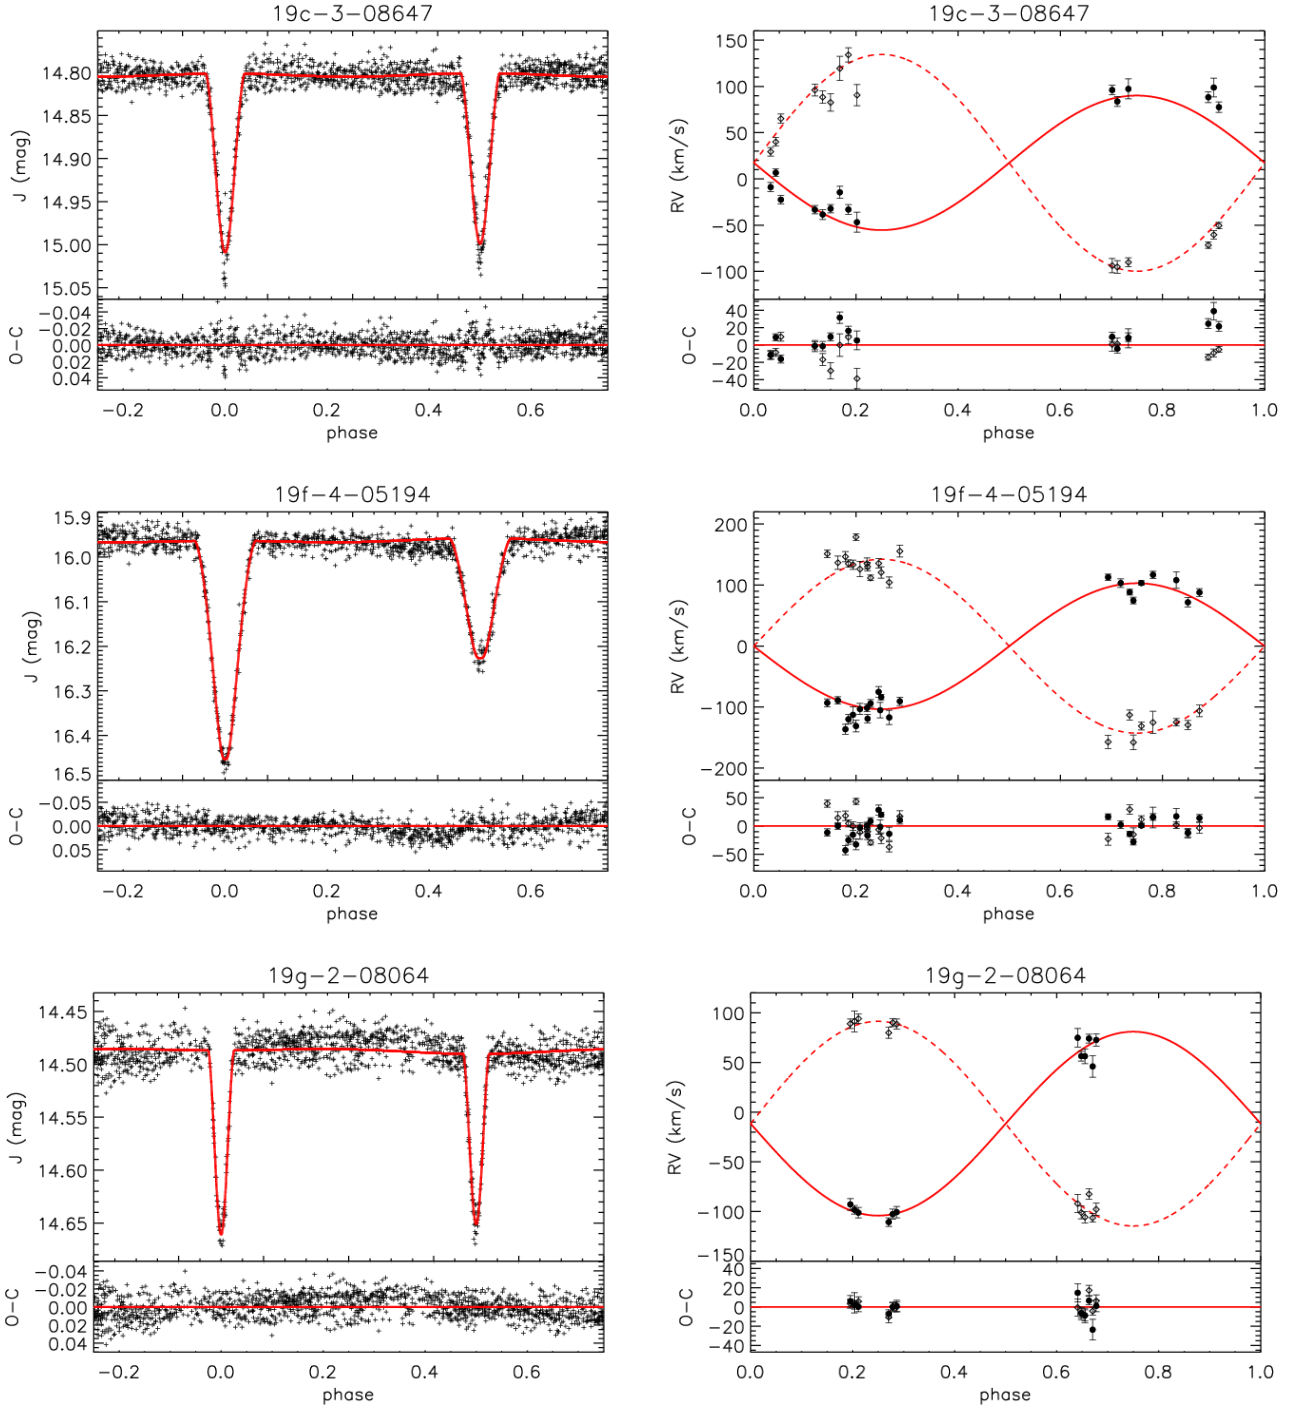 19c-3-08647
14.80
14.85
14.90
14.95
15.00
15.05
J (mag)
-0.04
-0.02
0.00
0.02
0.04
O-C
-0.2 0.0 0.2 0.4 0.6
phase
19c-3-08647
150
100
50
0
-50
-100
RV (km/s)
40
20
0
-20
-40
O-C
0.0 0.2 0.4 0.6 0.8 1.0
phase
19f-4-05194
15.9
16.0
16.1
16.2
16.3
16.4
16.5
J (mag)
-0.05
0.00
0.05
O-C
-0.2 0.0 0.2 0.4 0.6
phase
19f-4-05194
200
100
0
-100
-200
RV (km/s)
50
0
-50
O-C
0.0 0.2 0.4 0.6 0.8 1.0
phase
19g-2-08064
14.45
14.50
14.55
14.60
14.65
J (mag)
-0.04
-0.02
0.00
0.02
0.04
O-C
-0.2 0.0 0.2 0.4 0.6
phase
19g-2-08064
100
50
0
-50
-100
-150
RV (km/s)
40
20
0
-20
-40
O-C
0.0 0.2 0.4 0.6 0.8 1.0
phase